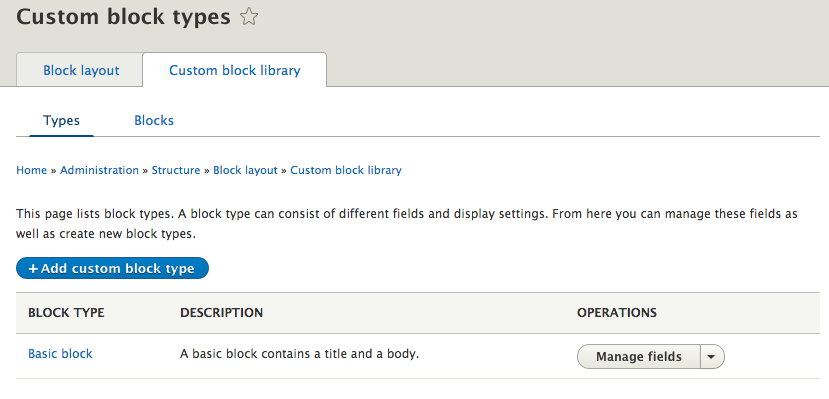 Custom block types
Block layout Custom block library
Types Blocks
Home » Administration » Structure » Block layout » Custom block library
This page lists block types. A block type can consist of different fields and display settings. From here you can manage these fields as
well as create new block types.
+ Add custom block type
BLOCK TYPE DESCRIPTION OPERATIONS
Basic block A basic block contains a title and a body. Manage fields